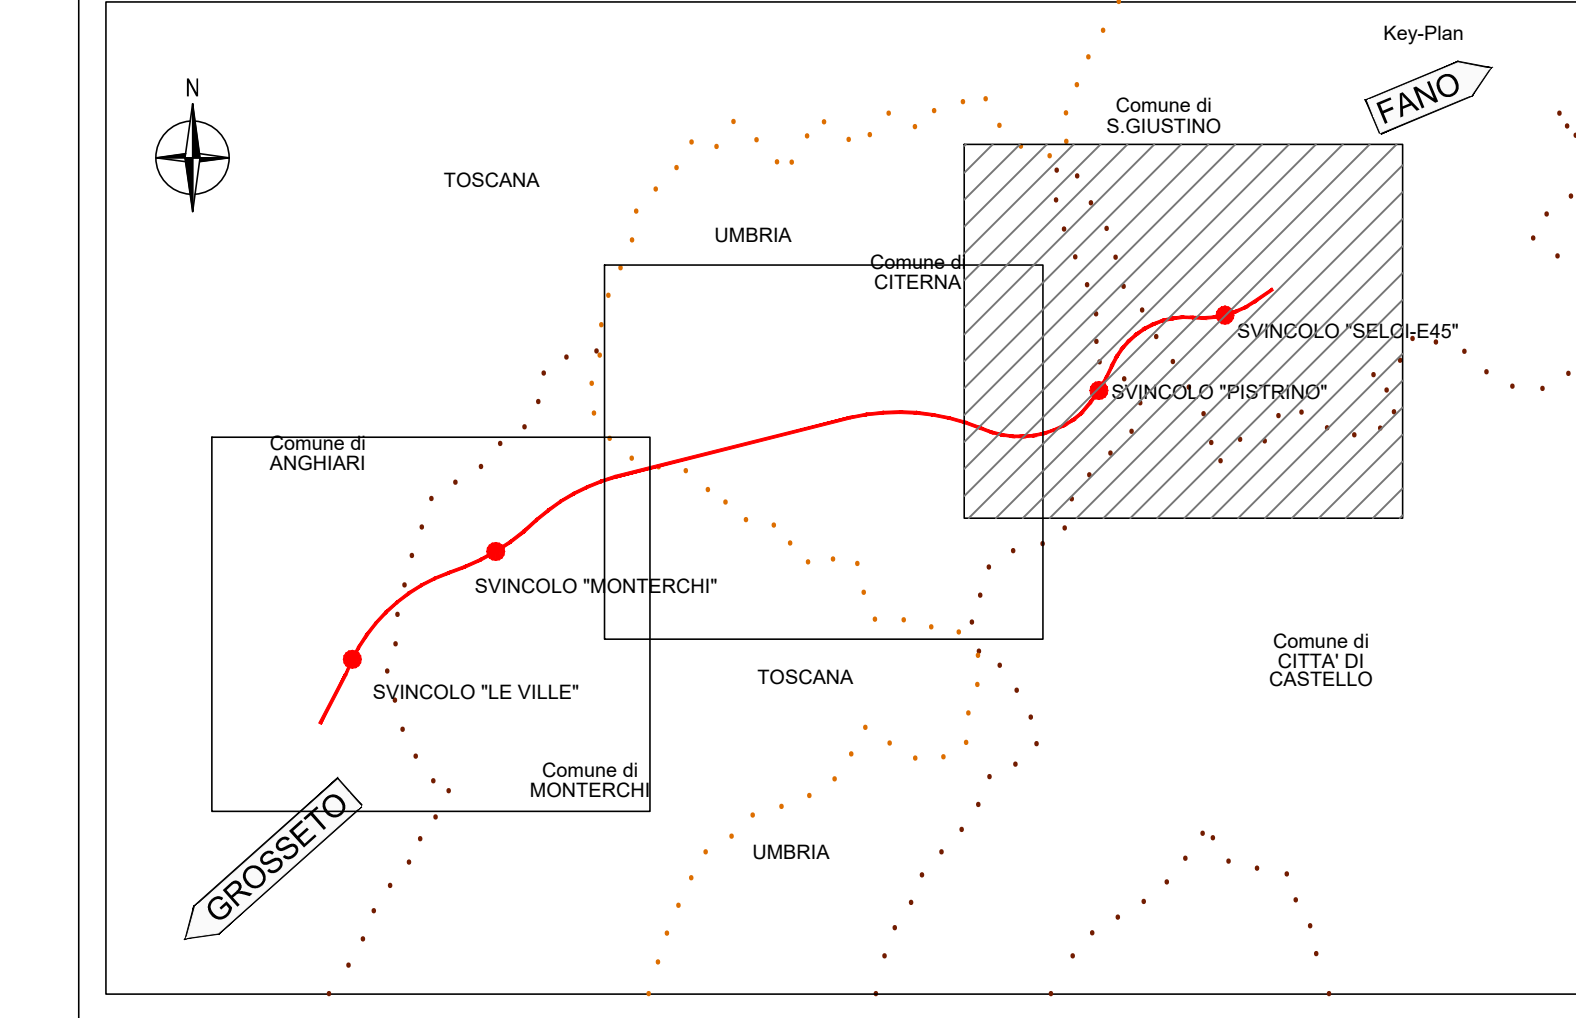 Key-Plan
N
FANO
Comune di
S.GIUSTINO
TOSCANA
UMBRIA
Comune di
CITERNA
SVINCOLO "SELCI-E45"
SVINCOLO "PISTRINO"
Comune di
ANGHIARI
SVINCOLO "MONTERCHI"
SVINCOLO "LE VILLE"
TOSCANA
Comune di
CITTA' DI
CASTELLO
Comune di
MONTERCHI
GROSSETO
UMBRIA